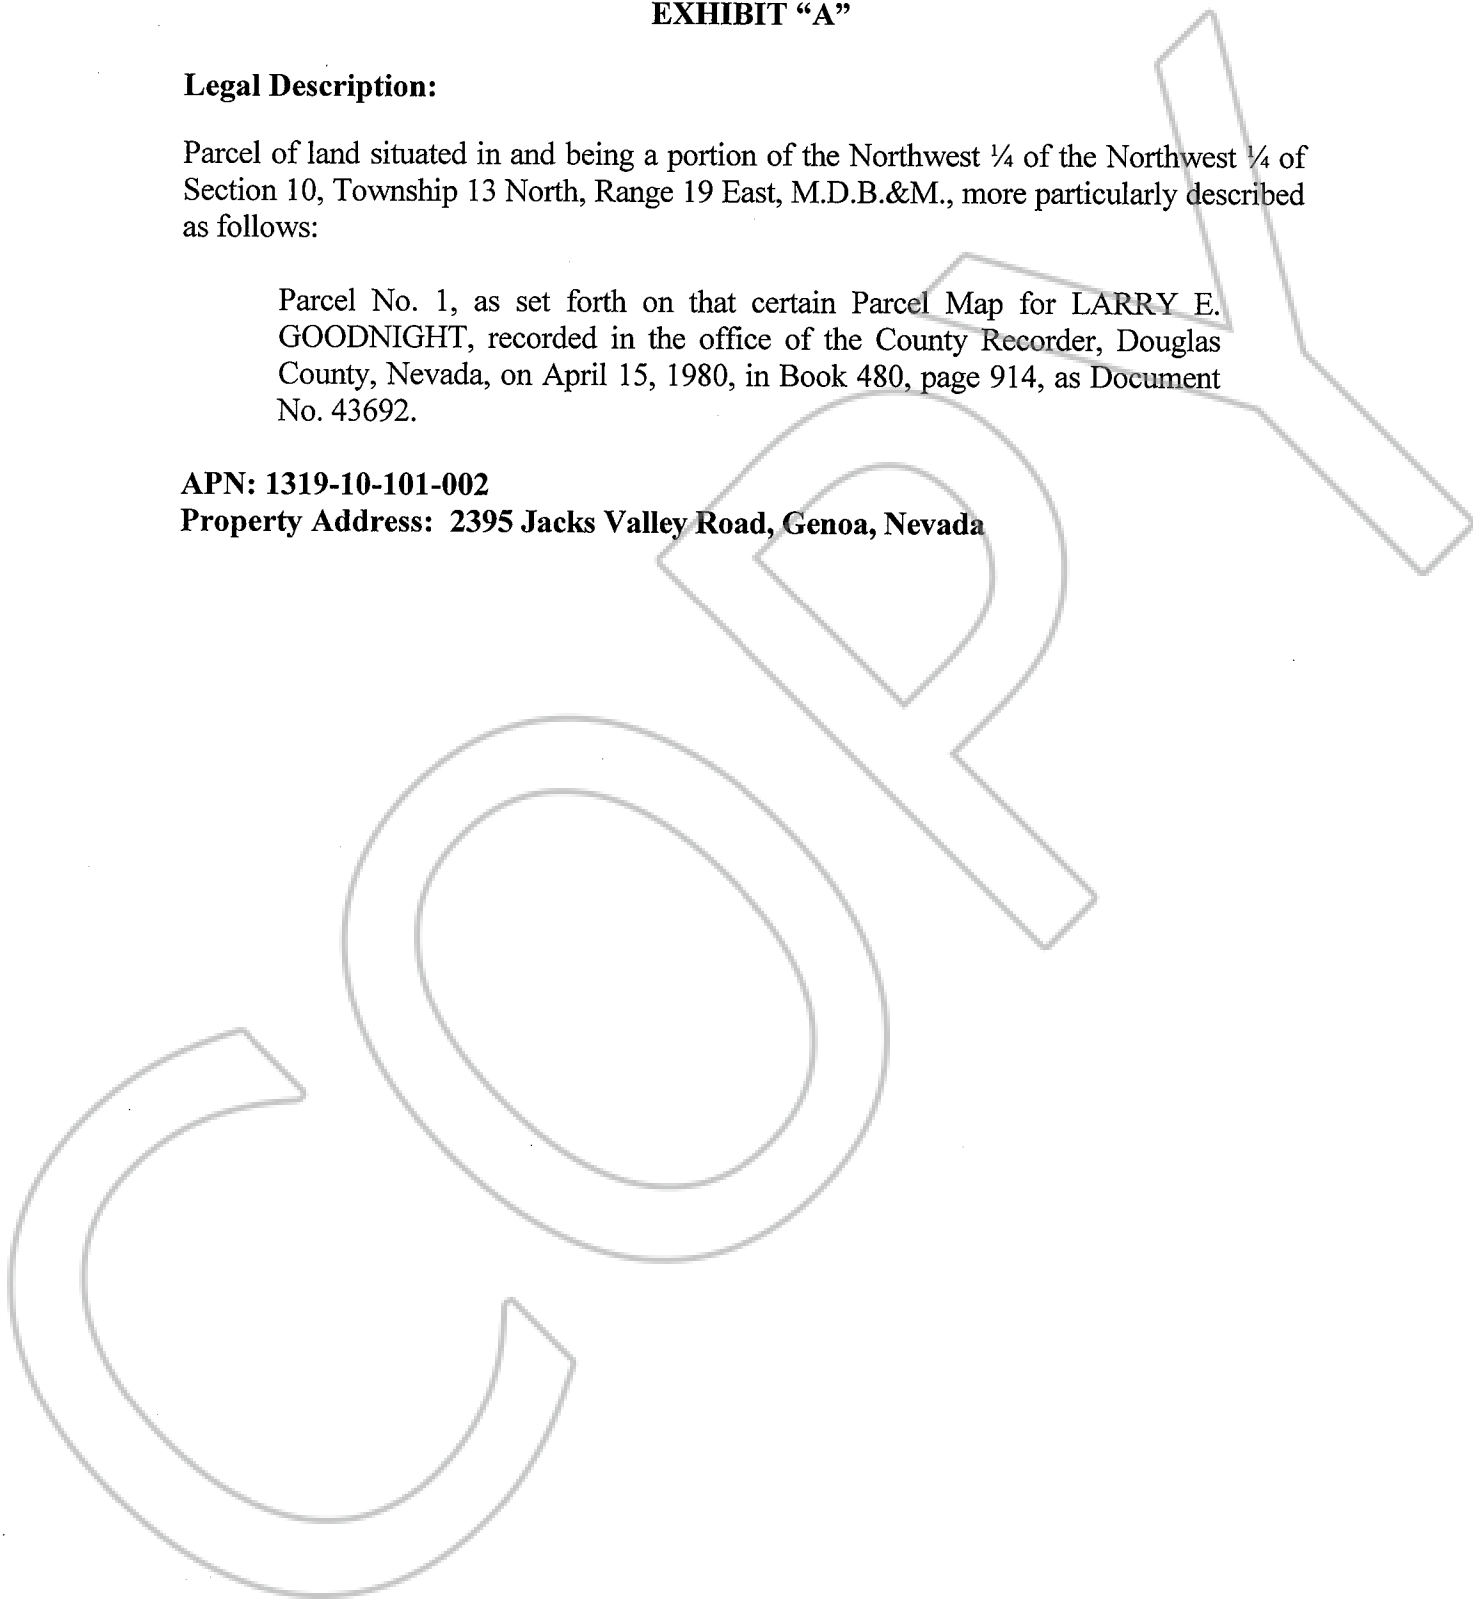 EXHIBIT “A”
Legal Description:
Parcel of land situated in and being a portion of the Northwest ¼ of the Northwest ¼ of
Section 10, Township 13 North, Range 19 East, M.D.B.&M., more particularly described
as follows:
Parcel No. 1, as set forth on that certain Parcel Map for LARRY E.
GOODNIGHT, recorded in the office of the County Recorder, Douglas
County, Nevada, on April 15, 1980, in Book 480, page 914, as Document
No. 43692.
APN: 1319-10-101-002
Property Address: 2395 Jacks Valley Road, Genoa, Nevada
COPY